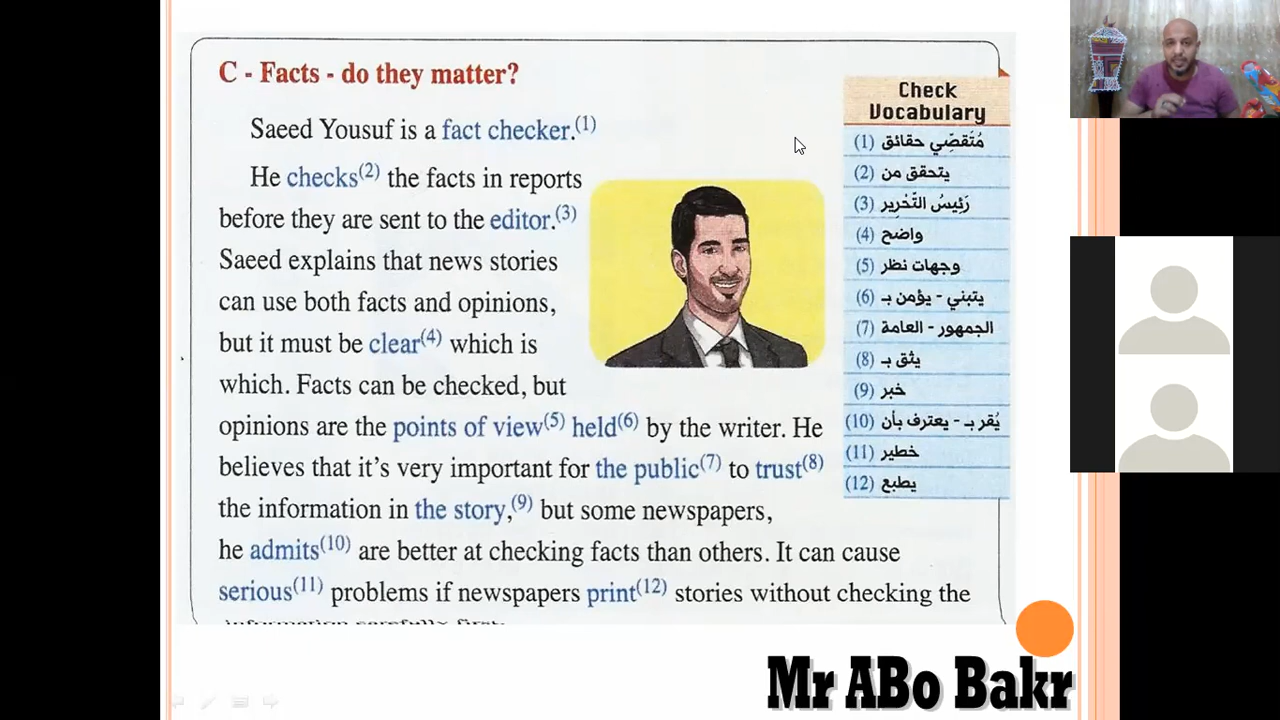 C - Facts - do they matter?
Saeed Yousuf is a fact checker.(1)
He checks(2) the facts in reports
before they are sent to the editor.(3)
Saeed explains that news stories
can use both facts and opinions,
but it must be clear(4) which is
which. Facts can be checked, but
opinions are the points of view(5) held(6) by the writer. He
believes that it's very important for the public(7) to trust(8)
the information in the story,(9) but some newspapers,
he admits(10) are better at checking facts than others. It can cause
serious(11) problems if newspapers print(12) stories without checking the
information carefully first.
Check
Vocabulary
(1) مُتَقصِّي حقائق
(2) يتحقق من
(3) رَئِيسُ التَّحْرِير
(4) واضح
(5) وجهات نظر
(6) يتبني - يؤمن بـ
(7) الجمهور - العامة
(8) يثق بـ
(9) خبر
(10) يُقر بـ - يعترف بأن
(11) خطير
(12) يطبع
Mr ABo Bakr